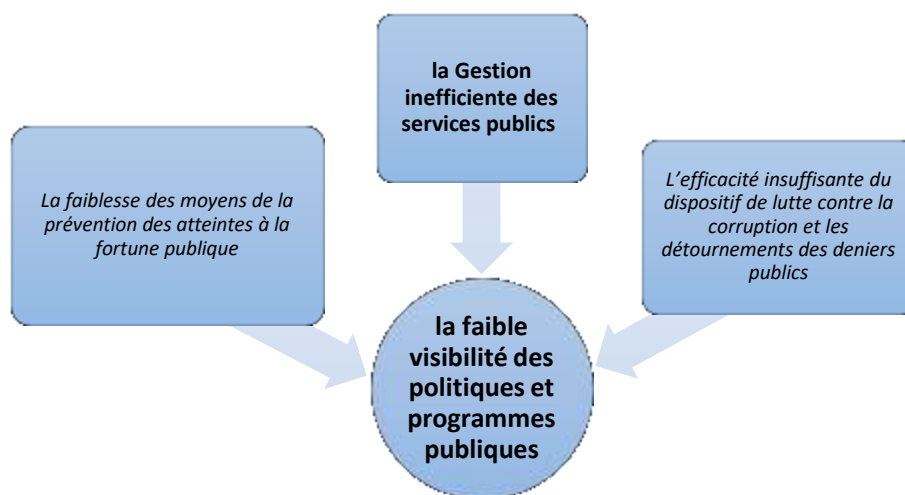 la Gestion
inefficiente des
services publics
La faiblesse des moyens de la
prévention des atteintes à la
fortune publique
L’efficacité insuffisante du
dispositif de lutte contre la
corruption et les
détournements des deniers
publics
la faible
visibilité des
politiques et
programmes
publiques